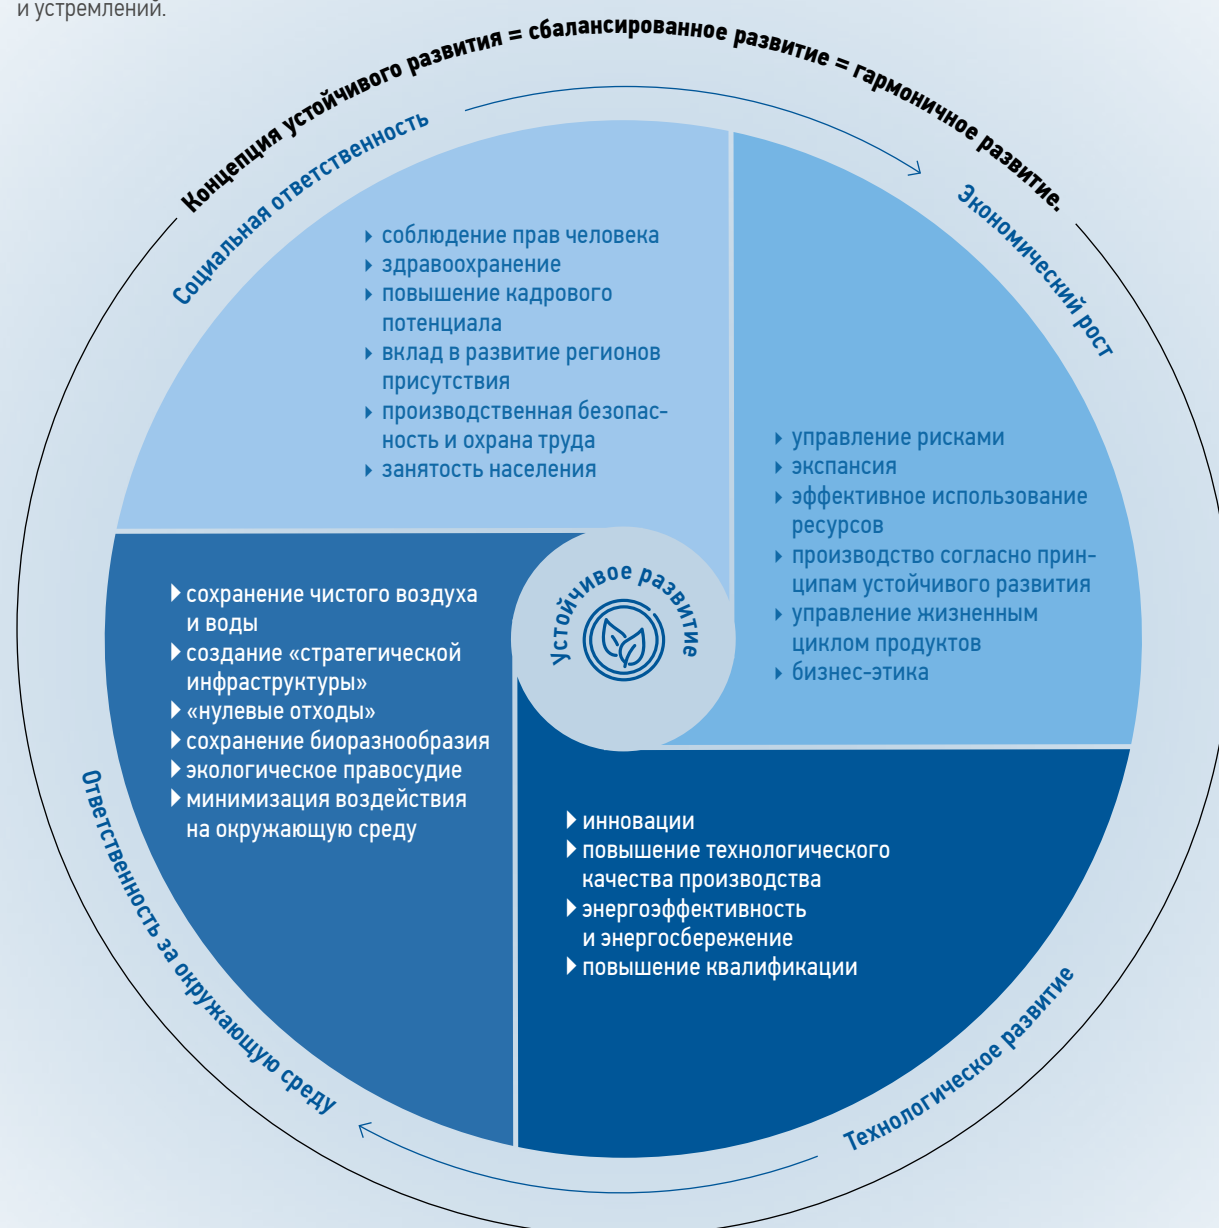 и устремлений.
Концепция устойчивого развития = сбалансированное развитие = гармоничное развитие.
Социальная ответственность
▸ соблюдение прав человека
▸ здравоохранение
▸ повышение кадрового
потенциала
▸ вклад в развитие регионов
присутствия
▸ производственная безопас-
ность и охрана труда
▸ занятость населения
Экономический рост
▸ управление рисками
▸ экспансия
▸ эффективное использование
ресурсов
▸ производство согласно прин-
ципам устойчивого развития
▸ управление жизненным
циклом продуктов
▸ бизнес-этика
Устойчивое развитие
▸ сохранение чистого воздуха
и воды
▸ создание «стратегической
инфраструктуры»
▸ «нулевые отходы»
▸ сохранение биоразнообразия
▸ экологическое правосудие
▸ минимизация воздействия
на окружающую среду
Ответственность за окружающую среду
▸ инновации
▸ повышение технологического
качества производства
▸ энергоэффективность
и энергосбережение
▸ повышение квалификации
Технологическое развитие